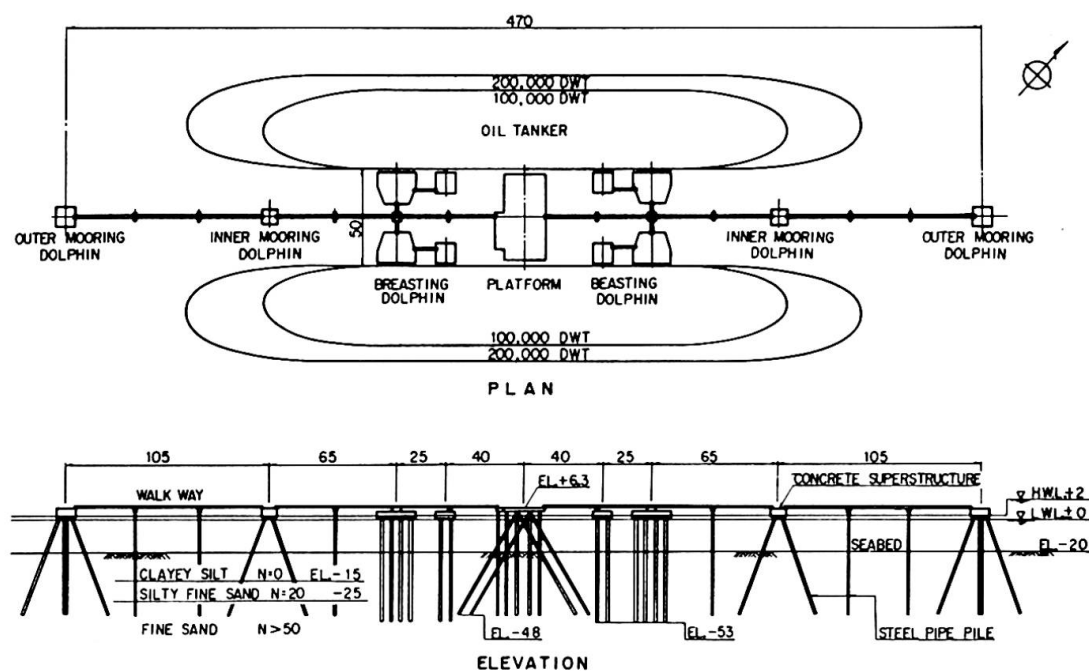 470
200,000 DWT
100,000 DWT
OIL TANKER
50
OUTER MOORING
DOLPHIN
INNER MOORING
DOLPHIN
BREASTING
DOLPHIN
PLATFORM
BEASTING
DOLPHIN
INNER MOORING
DOLPHIN
OUTER MOORING
DOLPHIN
100,000 DWT
200,000 DWT
PLAN
105
65
25
40
40
25
65
105
EL.+6.3
CONCRETE SUPERSTRUCTURE
H.W.L.+2
L.W.L.±0
WALK WAY
SEABED
EL.-20
CLAYEY SILT N=0 EL.-15
SILTY FINE SAND N=20 -25
FINE SAND N>50
EL.-48
EL.-53
STEEL PIPE PILE
ELEVATION